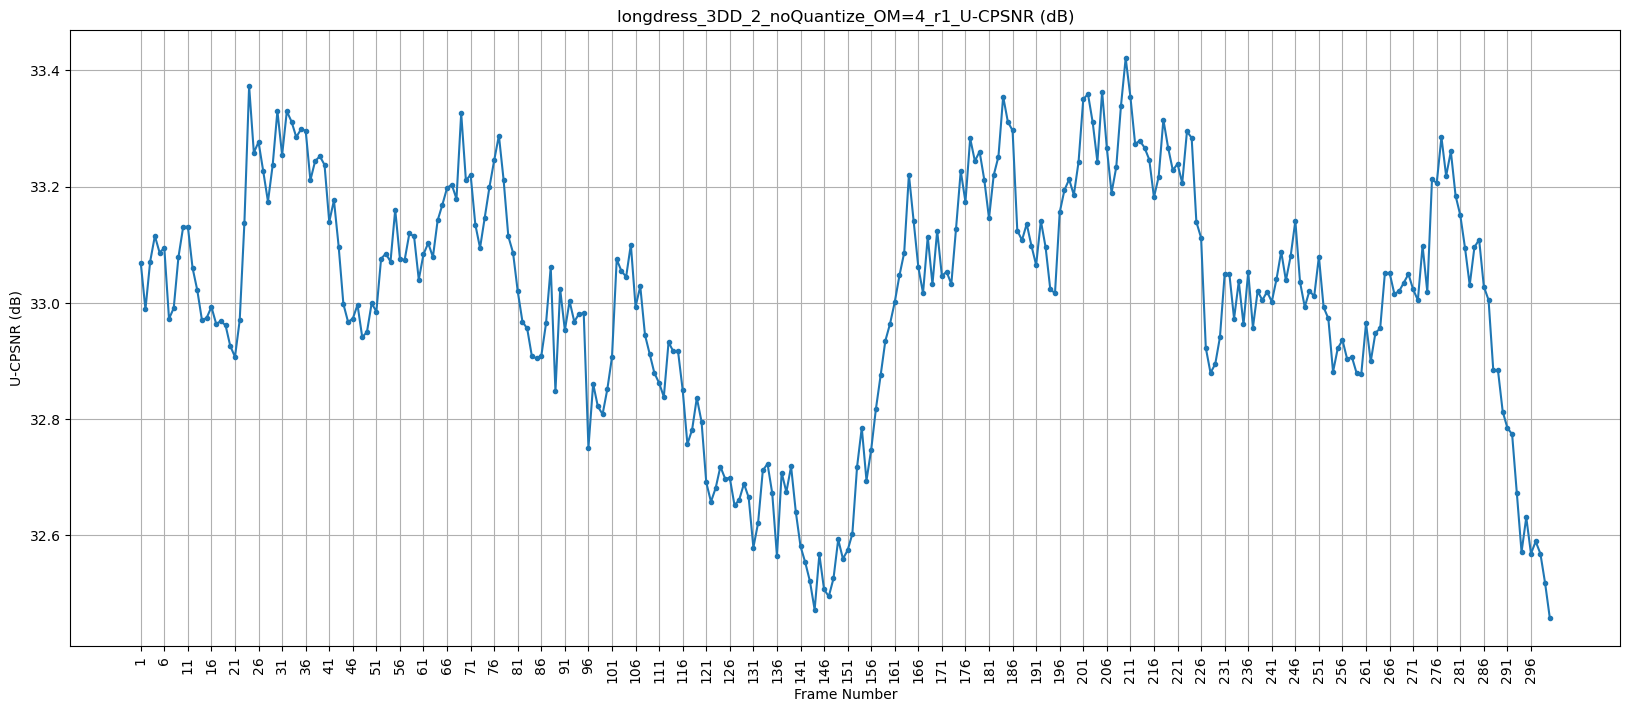 longdress_3DD_2_noQuantize_OM=4_r1_U-CPSNR (dB)
33.4
33.2
33.0
32.8
32.6
U-CPSNR (dB)
1 6 11 16 21 26 31 36 41 46 51 56 61 66 71 76 81 86 91 96 101 106 111 116 121 126 131 136 141 146 151 156 161 166 171 176 181 186 191 196 201 206 211 216 221 226 231 236 241 246 251 256 261 266 271 276 281 286 291 296
Frame Number